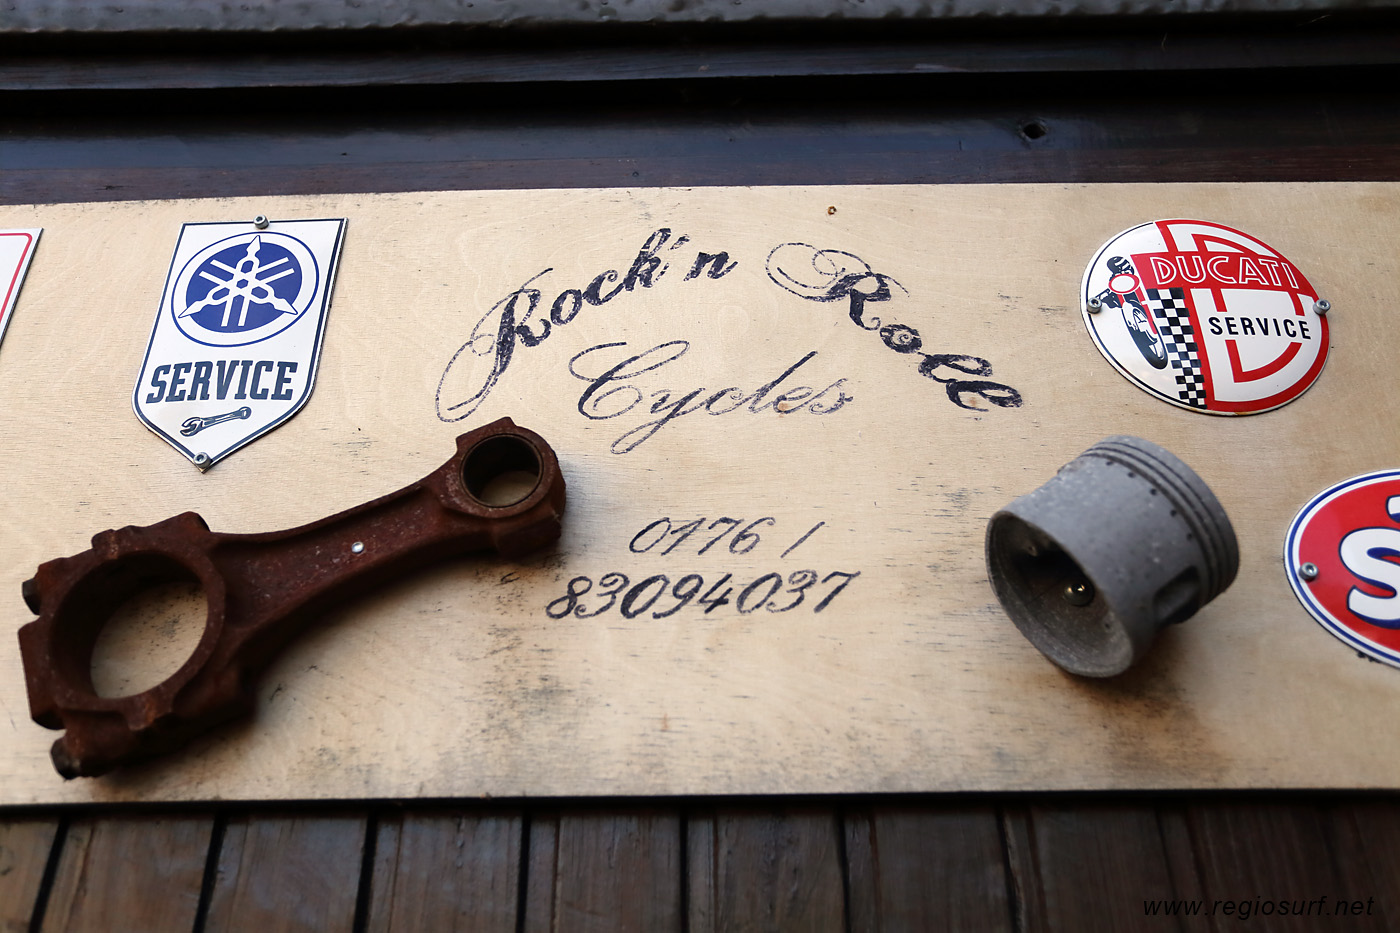 Rock'n Roll
Cycles
0176 /
83094037
SERVICE
DUCATI
SERVICE
www.regiosurf.net